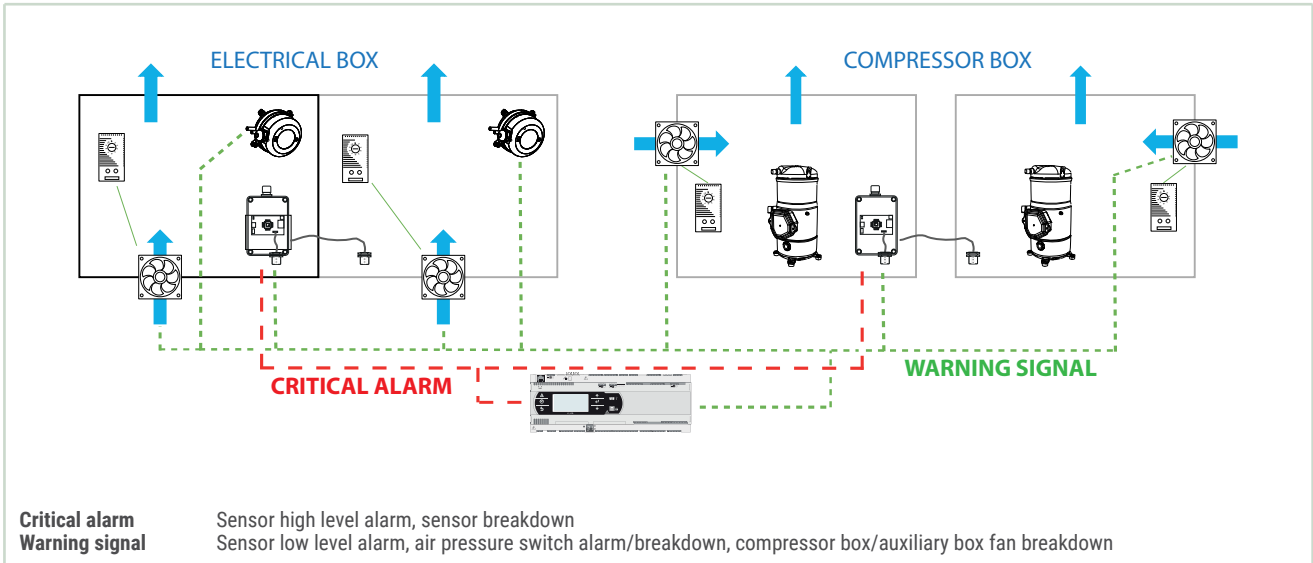 ELECTRICAL BOX
COMPRESSOR BOX
WARNING SIGNAL
CRITICAL ALARM
Critical alarm Sensor high level alarm, sensor breakdown
Warning signal Sensor low level alarm, air pressure switch alarm/breakdown, compressor box/auxiliary box fan breakdown